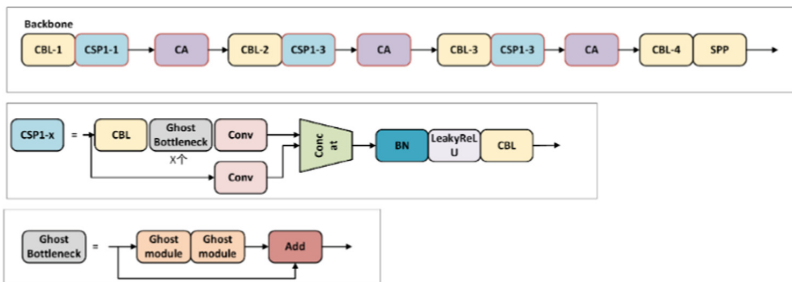 Backbone
CBL-1 CSP1-1 CA CBL-2 CSP1-3 CA CBL-3 CSP1-3 CA CBL-4 SPP
CSP1-x = CBL Ghost Bottleneck Conv Conc at BN LeakyReL U CBL
X个
Conv
Ghost Bottleneck = Ghost module Ghost module Add